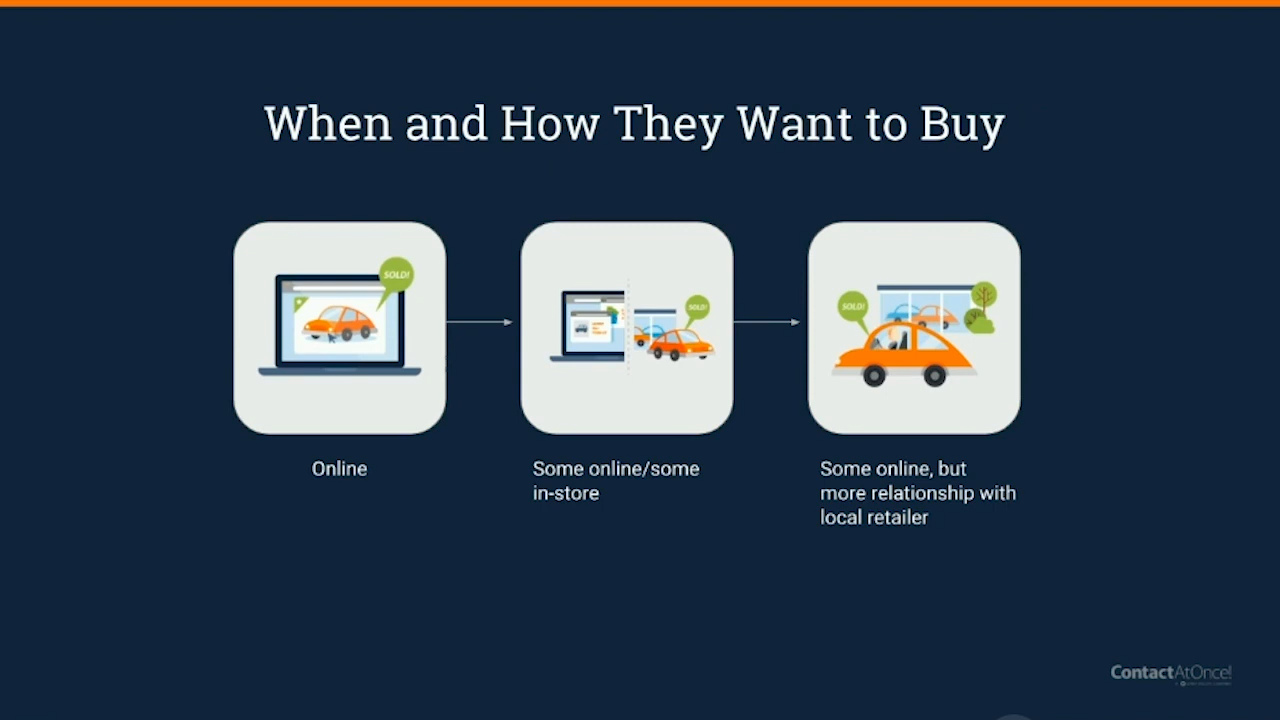 When and How They Want to Buy
SOLD!
SOLD!
SOLD!
Online
Some online/some
in-store
Some online, but
more relationship with
local retailer
ContactAtOnce!